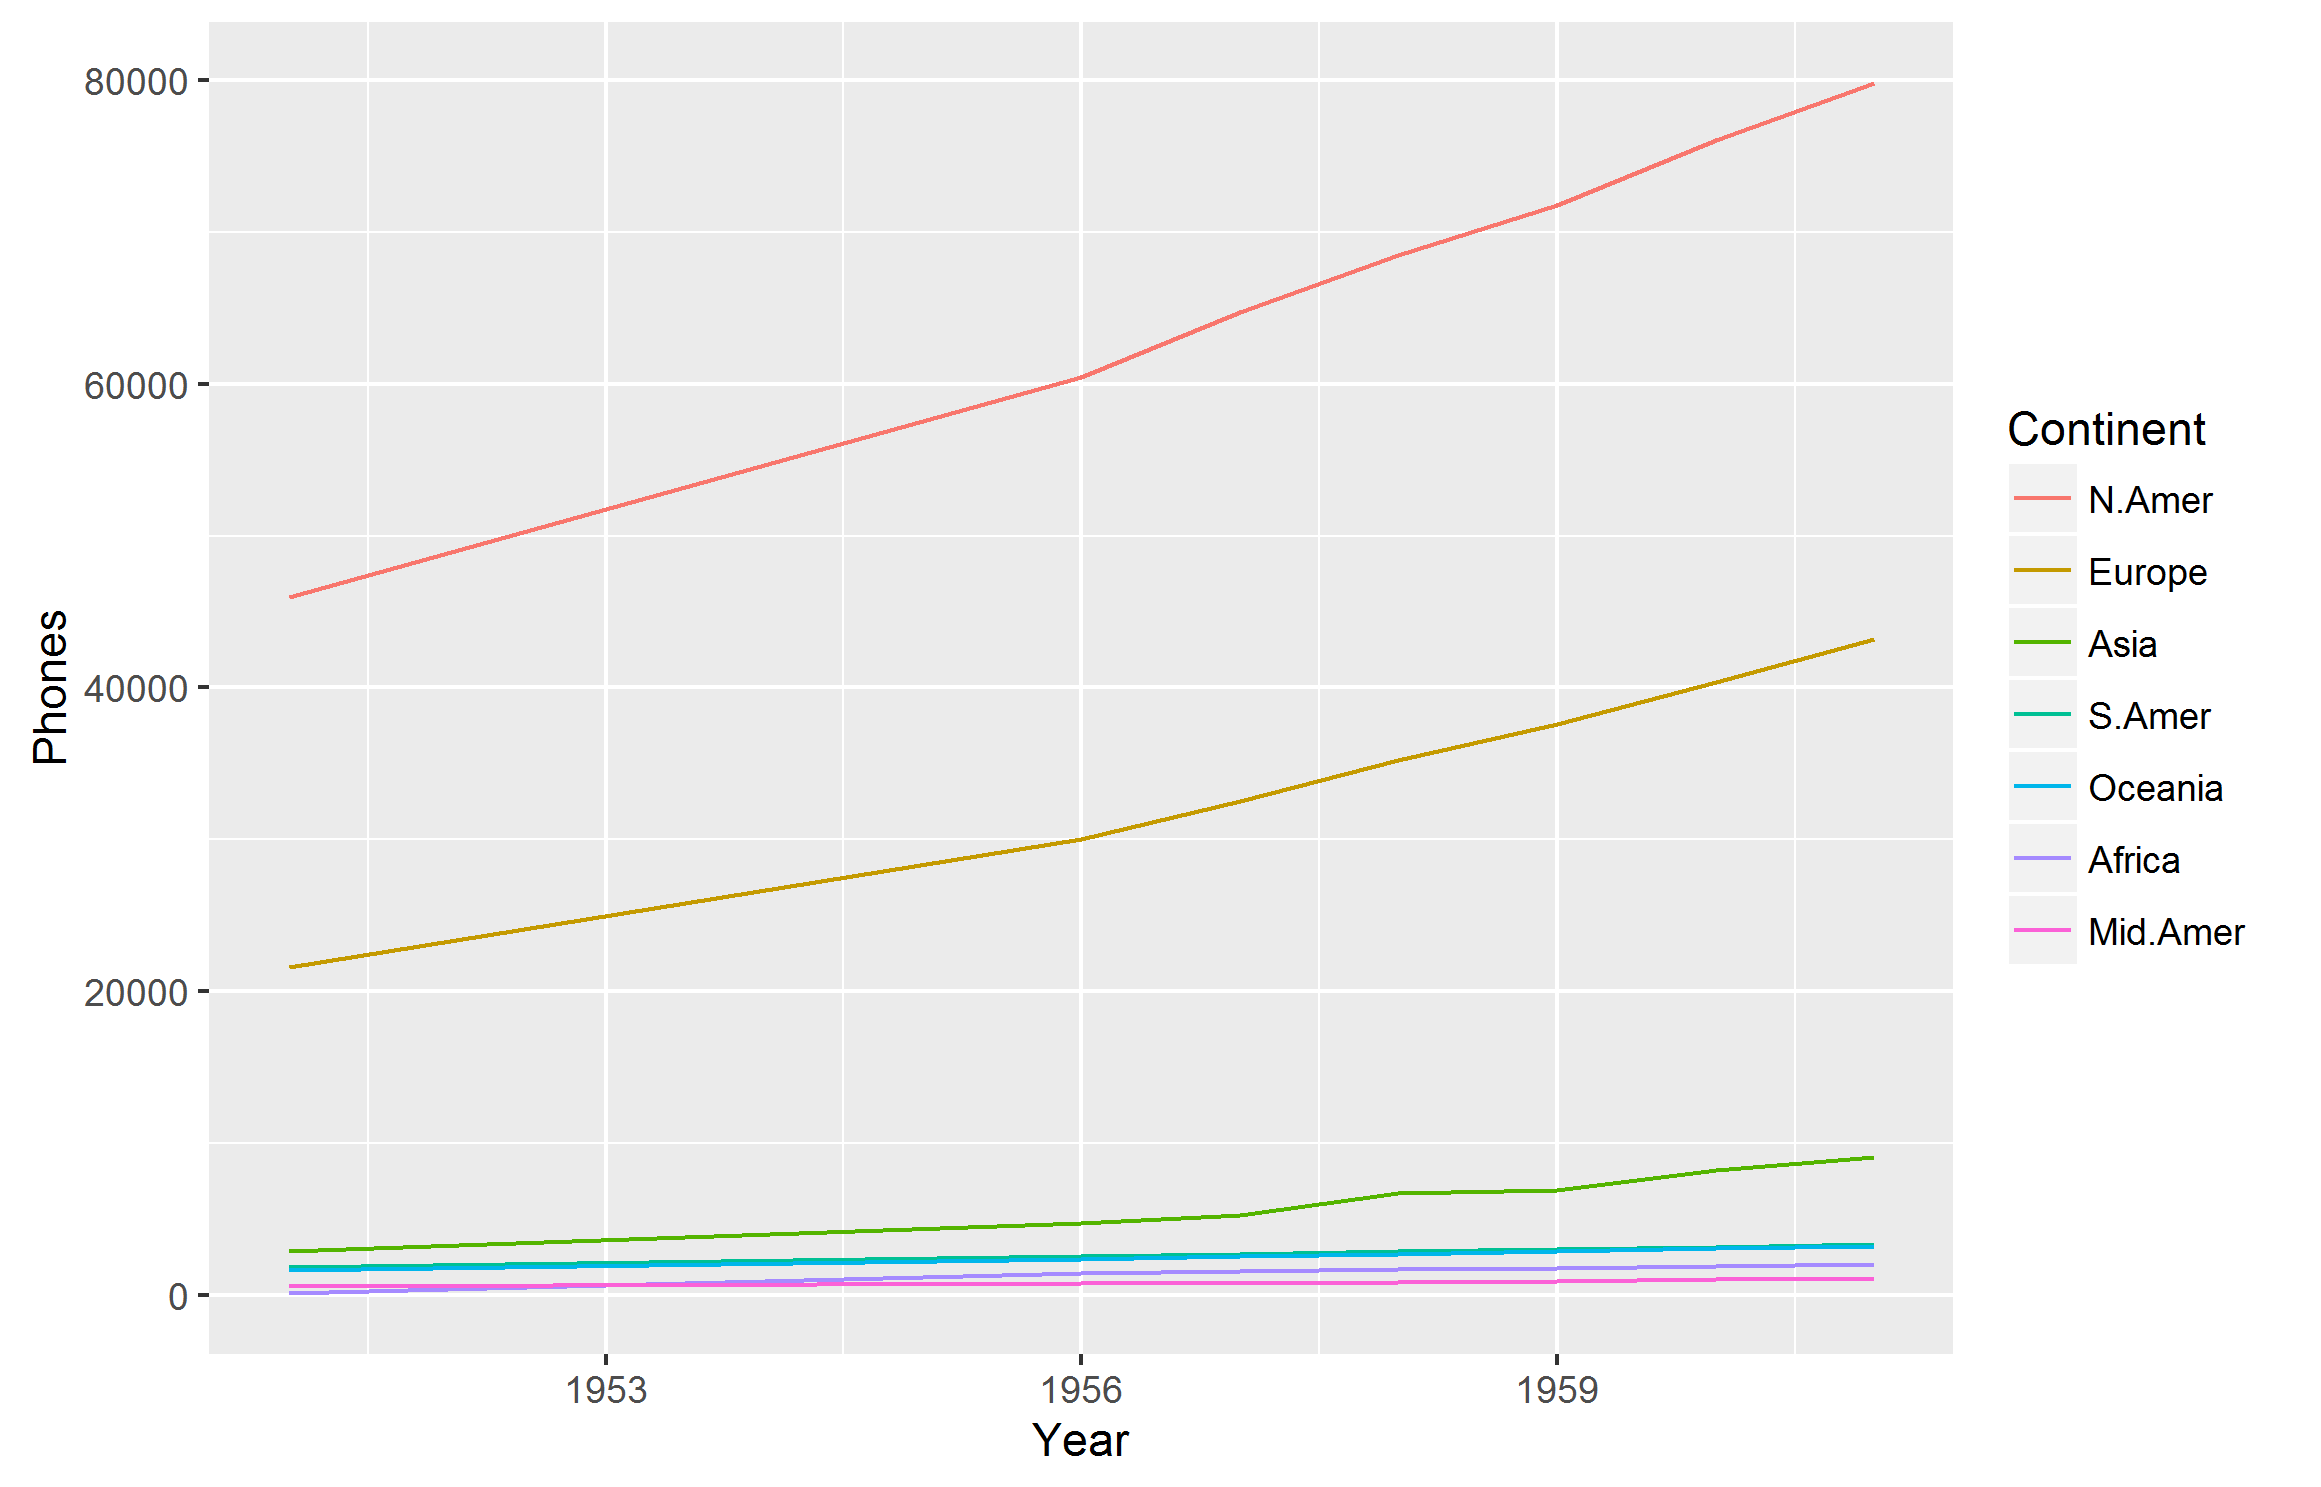 80000
60000
40000
20000
0
Phones
1953
1956
1959
Year
Continent
N.Amer
Europe
Asia
S.Amer
Oceania
Africa
Mid.Amer